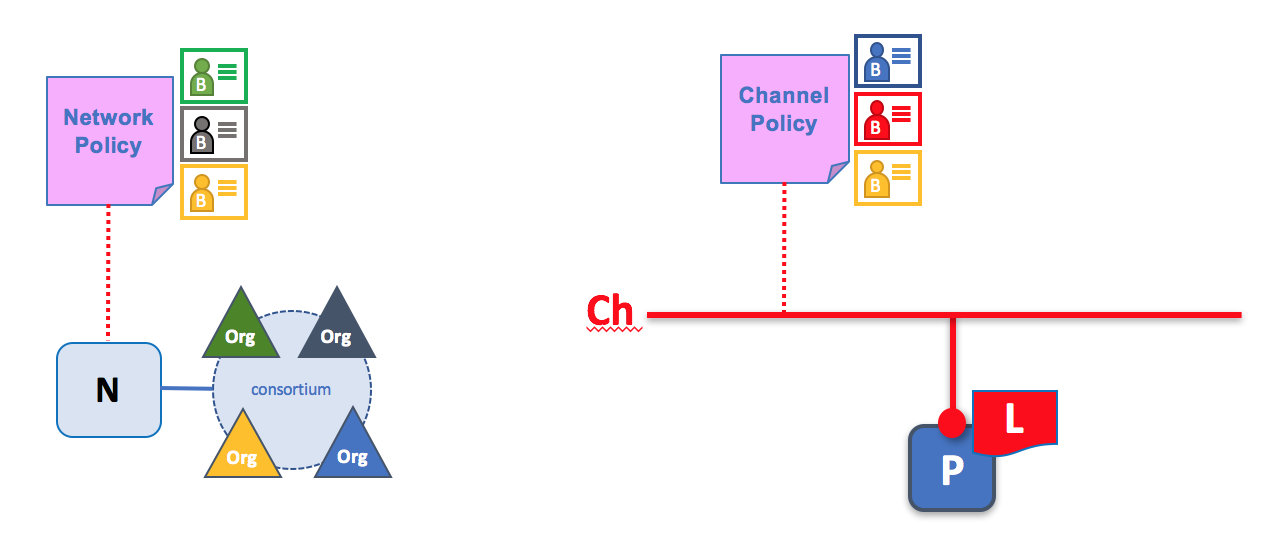 Network
Policy
B
B
B
Channel
Policy
B
B
B
Ch
N
Org
Org
consortium
Org
Org
L
P